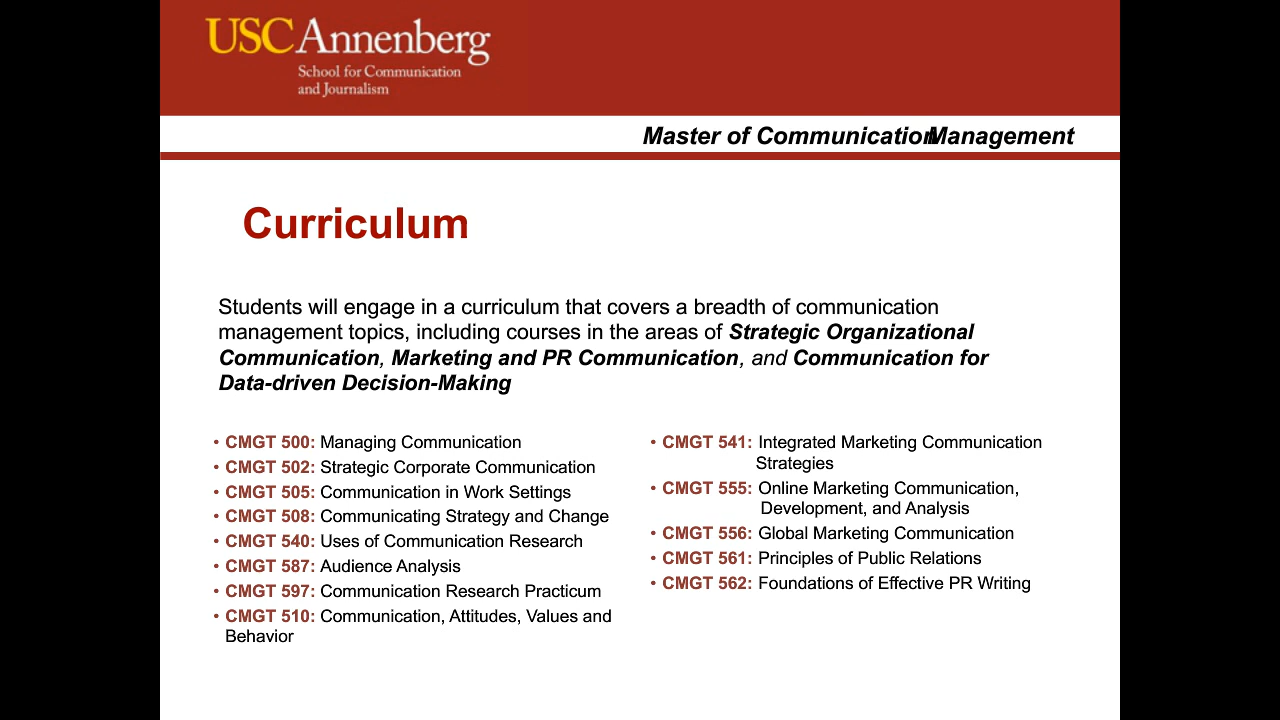 USC Annenberg
School for Communication
and Journalism
Master of Communication Management
Curriculum
Students will engage in a curriculum that covers a breadth of communication
management topics, including courses in the areas of Strategic Organizational
Communication, Marketing and PR Communication, and Communication for
Data-driven Decision-Making
• CMGT 500: Managing Communication
• CMGT 502: Strategic Corporate Communication
• CMGT 505: Communication in Work Settings
• CMGT 508: Communicating Strategy and Change
• CMGT 540: Uses of Communication Research
• CMGT 587: Audience Analysis
• CMGT 597: Communication Research Practicum
• CMGT 510: Communication, Attitudes, Values and
Behavior
• CMGT 541: Integrated Marketing Communication
Strategies
• CMGT 555: Online Marketing Communication,
Development, and Analysis
• CMGT 556: Global Marketing Communication
• CMGT 561: Principles of Public Relations
• CMGT 562: Foundations of Effective PR Writing